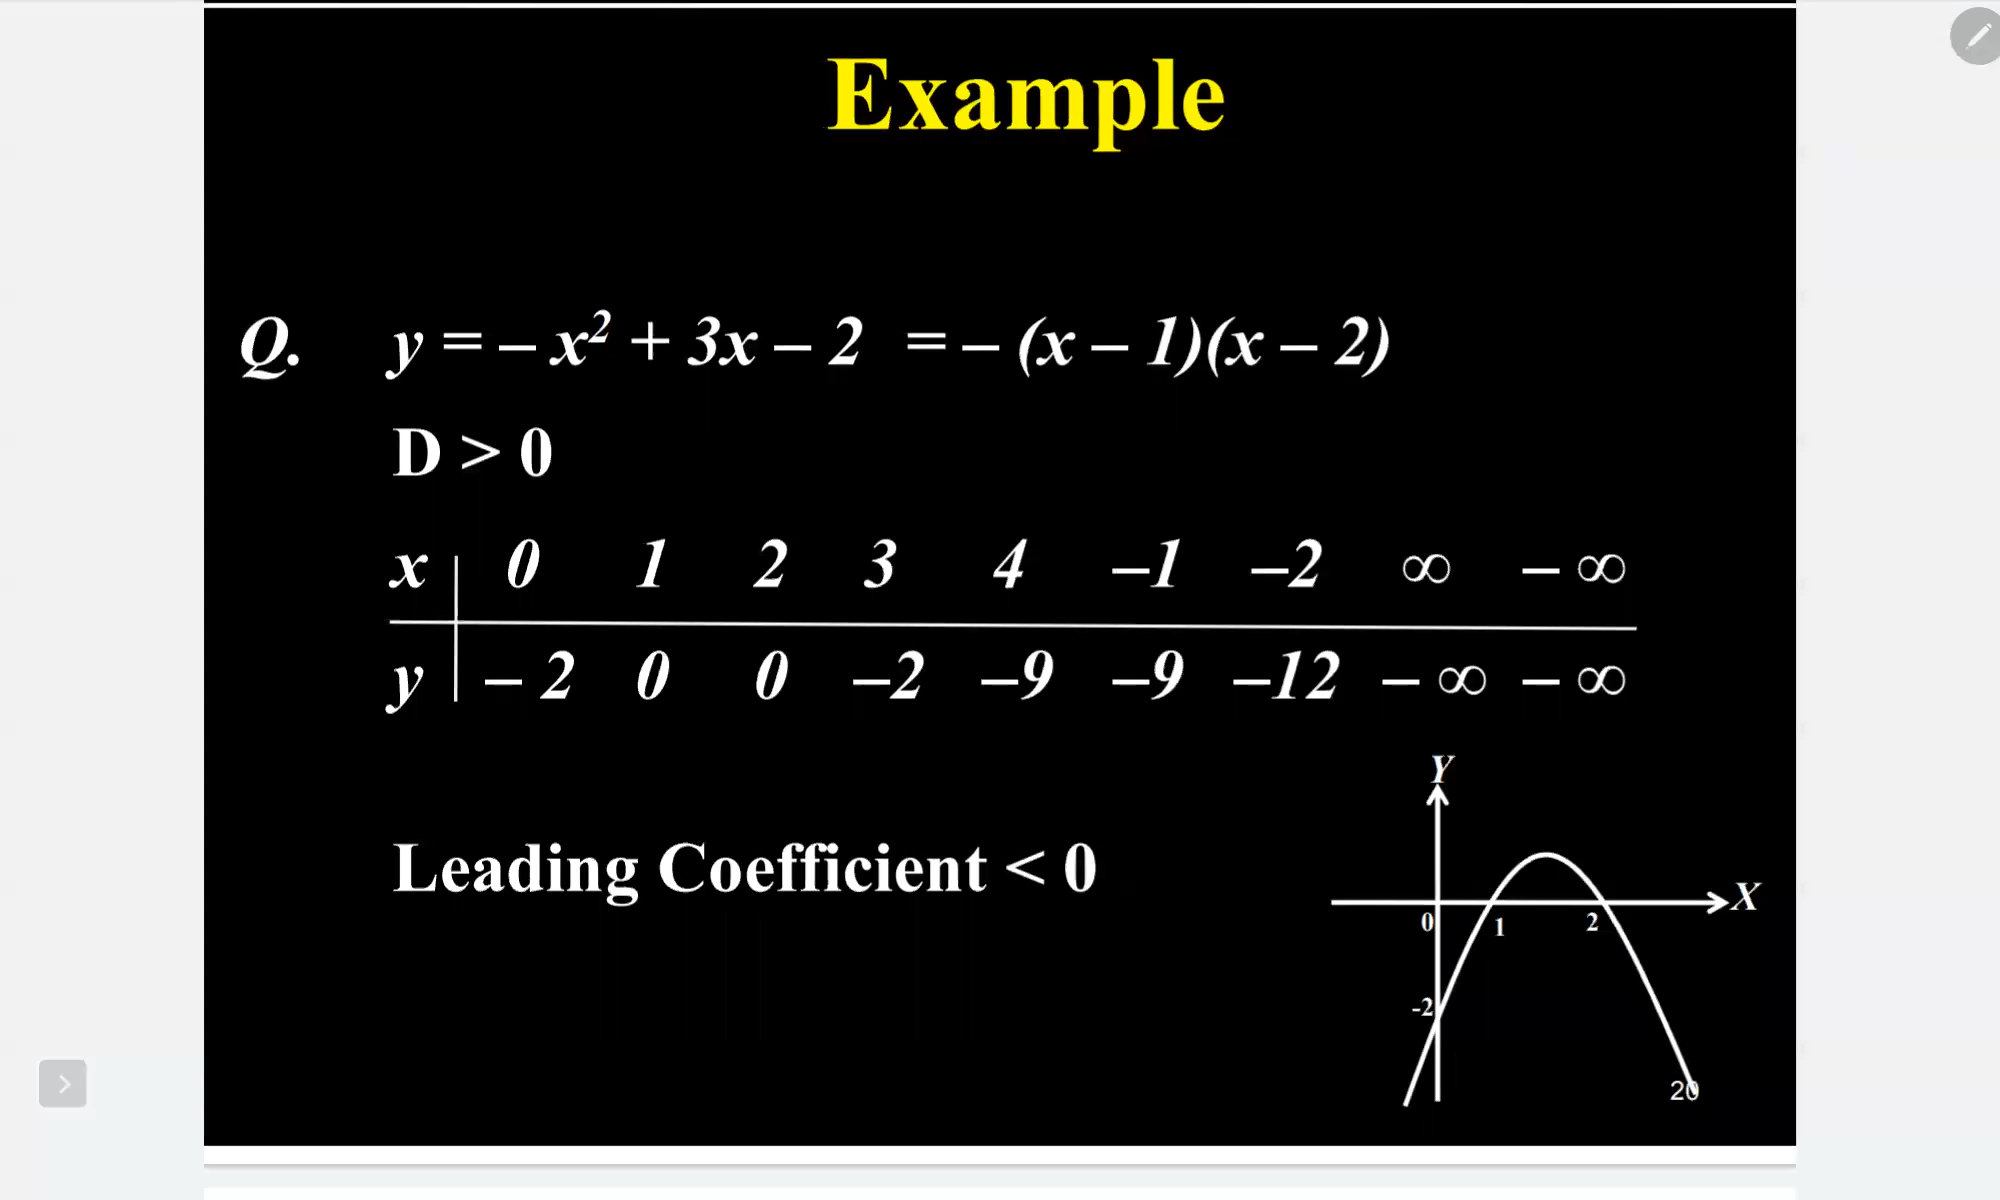 Example
Q. y = – x² + 3x – 2 = – (x – 1)(x – 2)
D > 0
x 0 1 2 3 4 –1 –2 ∞ – ∞
y – 2 0 0 –2 –9 –9 –12 – ∞ – ∞
Leading Coefficient < 0
Y
X
0 1 2
-2
20